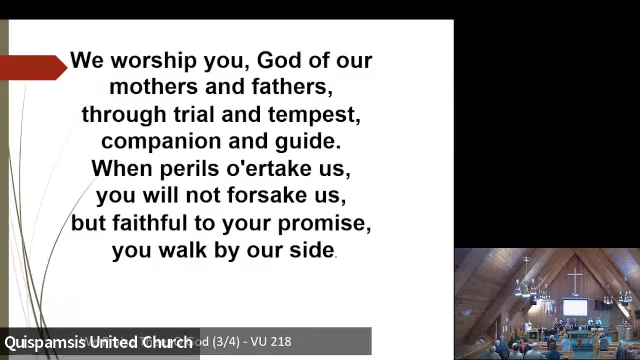 We worship you, God of our
mothers and fathers,
through trial and tempest,
companion and guide.
When perils o'ertake us,
you will not forsake us,
but faithful to your promise,
you walk by our side.
Quispamsis United Church God (3/4) - VU 218